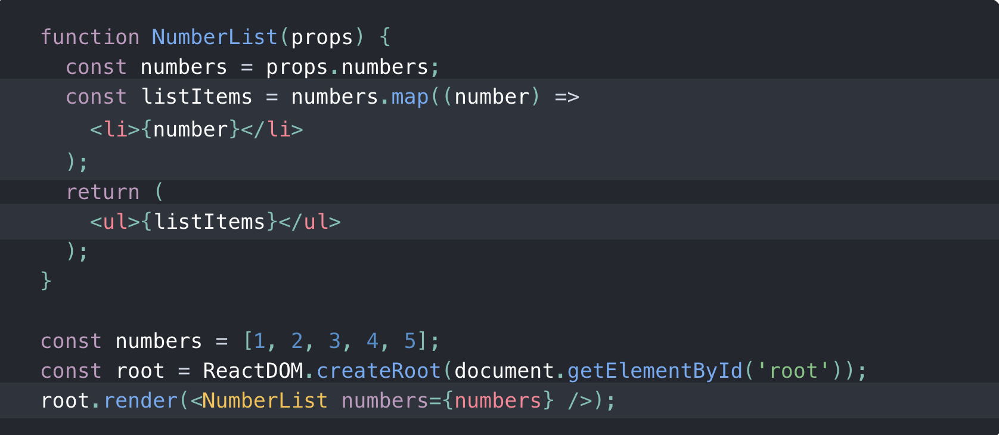 function NumberList(props) {
  const numbers = props.numbers;
  const listItems = numbers.map((number) =>
    <li>{number}</li>
  );
  return (
    <ul>{listItems}</ul>
  );
}

const numbers = [1, 2, 3, 4, 5];
const root = ReactDOM.createRoot(document.getElementById('root'));
root.render(<NumberList numbers={numbers} />);